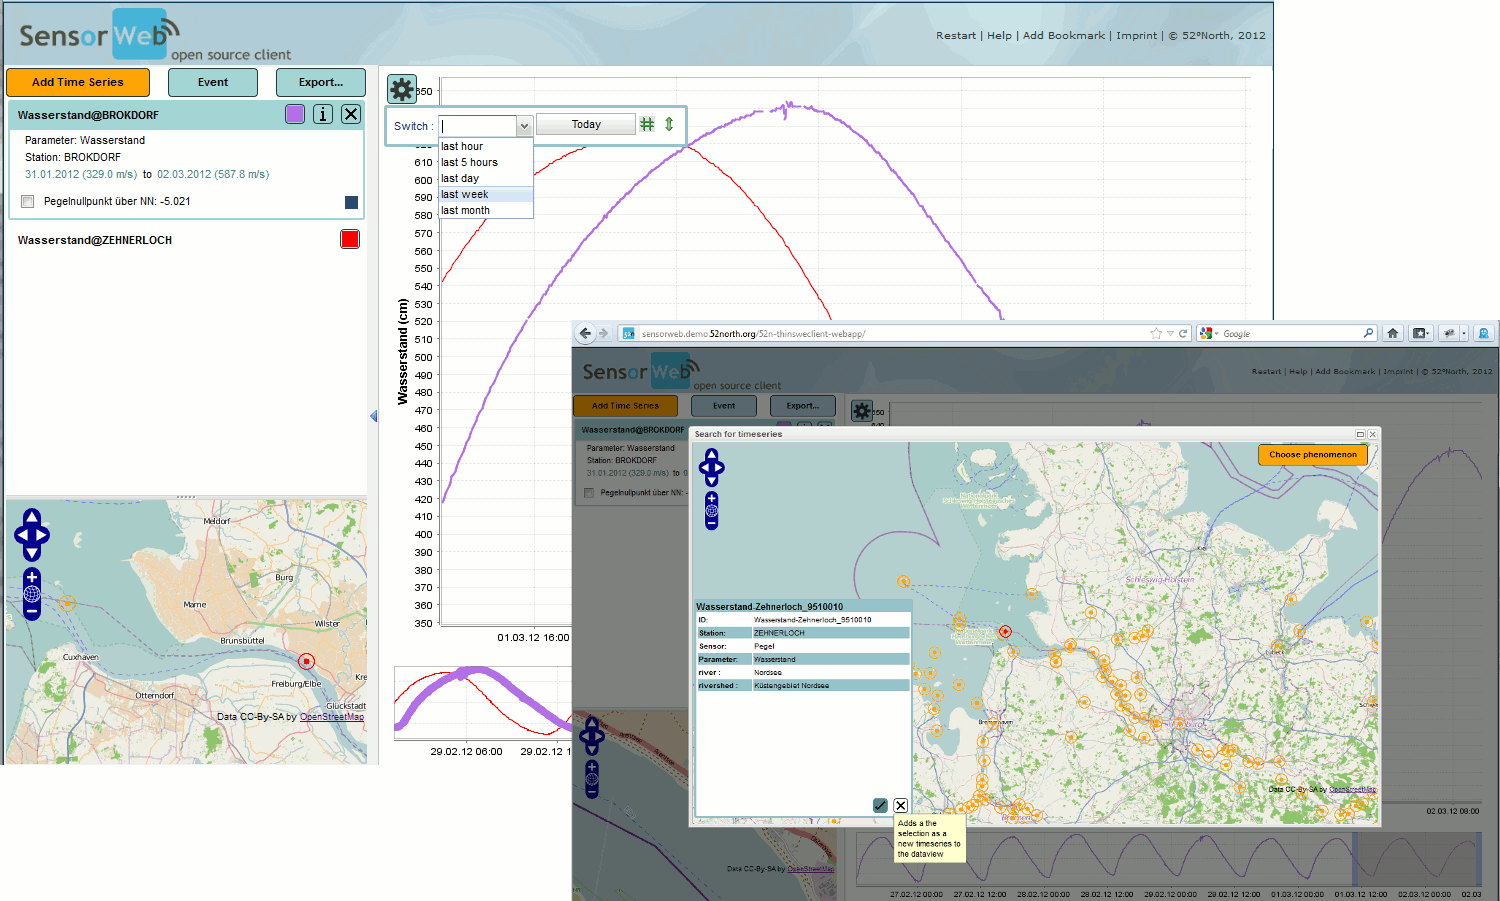 SensorWeb
open source client
Restart | Help | Add Bookmark | Imprint | © 52°North, 2012
Add Time Series
Event
Export...
Wasserstand@BROKDORF
Parameter: Wasserstand
Station: BROKDORF
31.01.2012 (329.0 m/s) to 02.03.2012 (587.8 m/s)
Pegelnullpunkt über NN: -5.021
Wasserstand@ZEHNERLOCH
Switch :
Today
last hour
last 5 hours
last day
last week
last month
Wasserstand (cm)
610
600
590
580
570
560
550
540
530
520
510
500
490
480
470
460
450
440
430
420
410
400
390
380
370
360
350
01.03.12 16:00
29.02.12 06:00
29.02.12 1
Meldorf
Burg
Marne
Wilster
Brunsbüttel
Cuxhaven
Otterndorf
Freiburg/Elbe
Kre
Glückstadt
Data CC-By-SA by OpenStreetMap
sensorweb.demo.52north.org/52n-thinsweclient-webapp/
Google
SensorWeb
open source client
Restart | Help | Add Bookmark | Imprint | © 52°North, 2012
Add Time Series
Event
Export...
Wasserstand@BROKDORF
Parameter: Wasserstand
Station: BROKDORF
31.01.2012 (329.0 m/s) to 0
Pegelnullpunkt über NN: -
Search for timeseries
Choose phenomenon
Kiel
Schleswig-Holstein
Bremerhaven
Bremen
Wasserstand-Zehnerloch_9510010
ID: Wasserstand-Zehnerloch_9510010
Station: ZEHNERLOCH
Sensor: Pegel
Parameter: Wasserstand
river : Nordsee
rivershed : Küstengebiet Nordsee
Data CC-By-SA by OpenStreetMap
Adds a the
selection as a
new timeseries to
the dataview
Data CC-By-SA by OpenStreetMap
02.03.12 08:00
27.02.12 00:00
27.02.12 12:00
28.02.12 00:00
28.02.12 12:00
29.02.12 00:00
29.02.12 12:00
01.03.12 00:00
01.03.12 12:00
02.03.12 00:00
02.03